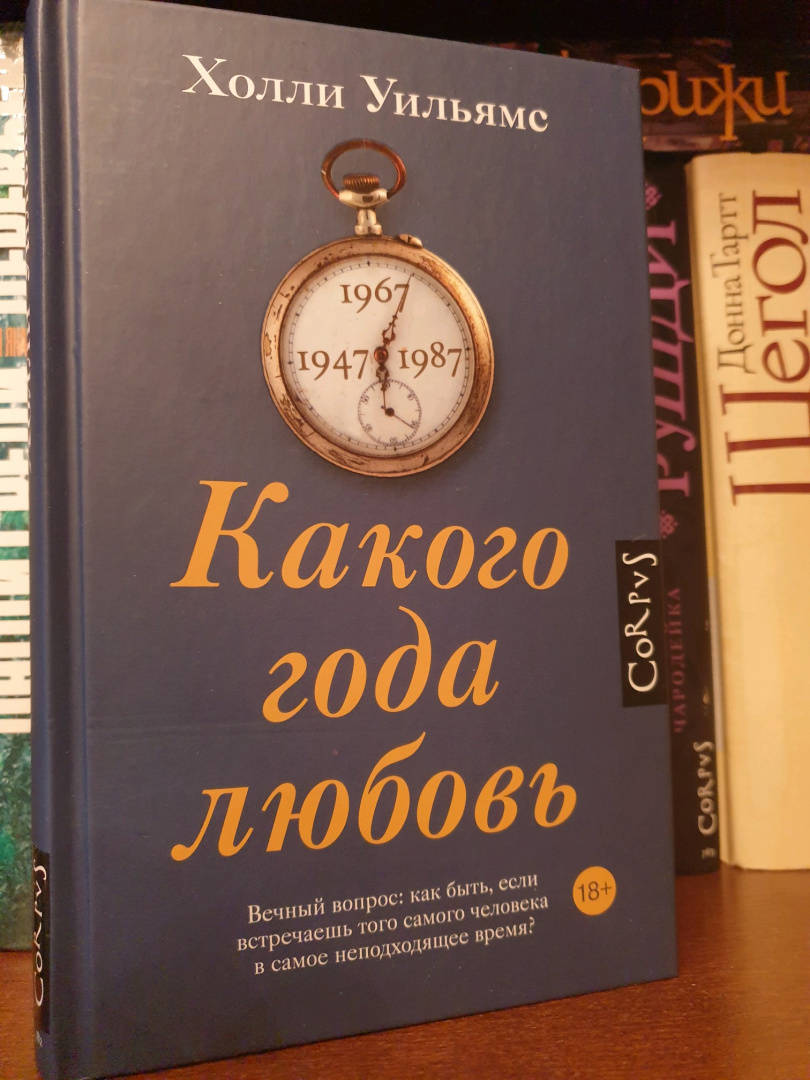 Холли Уильямс
1967
1947
1987
Какого
года
любовь
Вечный вопрос: как быть, если
встречаешь того самого человека
в самое неподходящее время?
18+
CORPVS
CORPVS
РУШДИ
ЧАРОДЕЙКА
CORPVS
Донна Тартт
Щегол